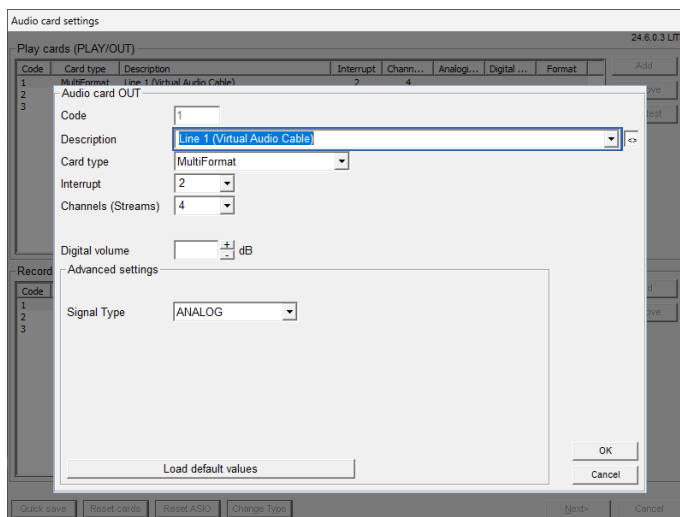 Audio card settings
24.6.0.3 LIT
Play cards (PLAY/OUT)
Code Card type Description Interrupt Chann... Analogi... Digital ... Format
Add
1 MultiFormat Line 1 (Virtual Audio Cable) 2 4
2
3
Audio card OUT
Code 1
Description Line 1 (Virtual Audio Cable) <>
Card type MultiFormat
Interrupt 2
Channels (Streams) 4
Digital volume + - dB
Record
Code
1
2
3
Advanced settings
Signal Type ANALOG
Load default values
OK
Cancel
Quick save Reset cards Reset ASIO Change Type Next> Cancel